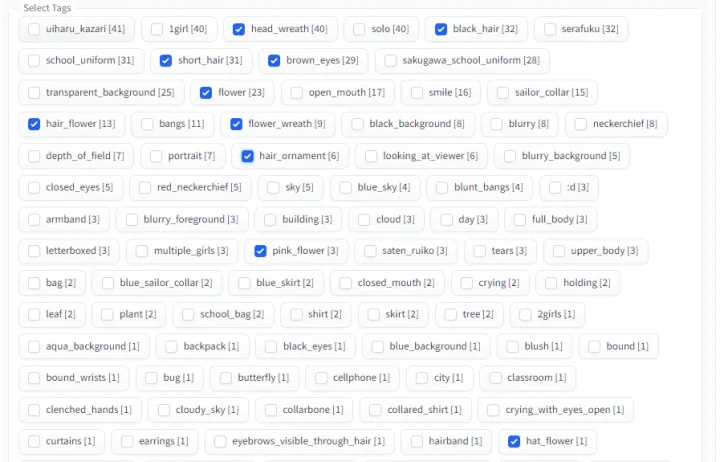 Select Tags
uiharu_kazari [41] 1girl [40] head_wreath [40] solo [40] black_hair [32] serafuku [32]
school_uniform [31] short_hair [31] brown_eyes [29] sakugawa_school_uniform [28]
transparent_background [25] flower [23] open_mouth [17] smile [16] sailor_collar [15]
hair_flower [13] bangs [11] flower_wreath [9] black_background [8] blurry [8] neckerchief [8]
depth_of_field [7] portrait [7] hair_ornament [6] looking_at_viewer [6] blurry_background [5]
closed_eyes [5] red_neckerchief [5] sky [5] blue_sky [4] blunt_bangs [4] :d [3]
armband [3] blurry_foreground [3] building [3] cloud [3] day [3] full_body [3]
letterboxed [3] multiple_girls [3] pink_flower [3] saten_ruiko [3] tears [3] upper_body [3]
bag [2] blue_sailor_collar [2] blue_skirt [2] closed_mouth [2] crying [2] holding [2]
leaf [2] plant [2] school_bag [2] shirt [2] skirt [2] tree [2] 2girls [1]
aqua_background [1] backpack [1] black_eyes [1] blue_background [1] blush [1] bound [1]
bound_wrists [1] bug [1] butterfly [1] cellphone [1] city [1] classroom [1]
clenched_hands [1] cloudy_sky [1] collarbone [1] collared_shirt [1] crying_with_eyes_open [1]
curtains [1] earrings [1] eyebrows_visible_through_hair [1] hairband [1] hat_flower [1]